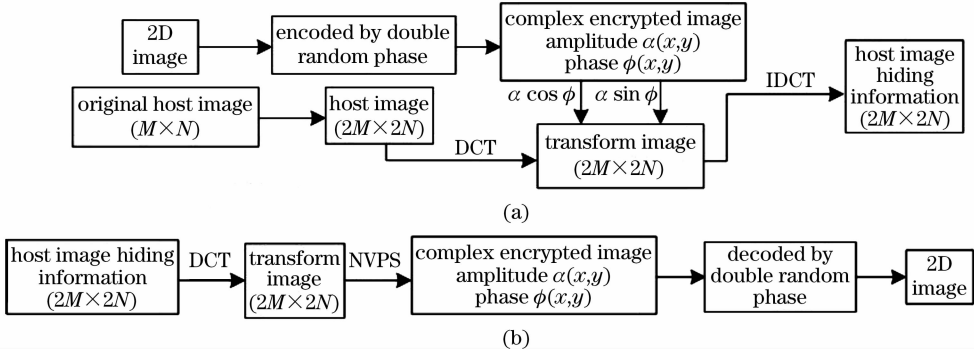 2D
image
encoded by double
random phase
complex encrypted image
amplitude α(x,y)
phase ϕ(x,y)
original host image
(M×N)
host image
(2M×2N)
DCT
α cos ϕ
α sin ϕ
transform image
(2M×2N)
IDCT
host image
hiding
information
(2M×2N)
(a)
host image hiding
information
(2M×2N)
DCT
transform
image
(2M×2N)
NVPS
complex encrypted image
amplitude α(x,y)
phase ϕ(x,y)
decoded by
double random
phase
2D
image
(b)